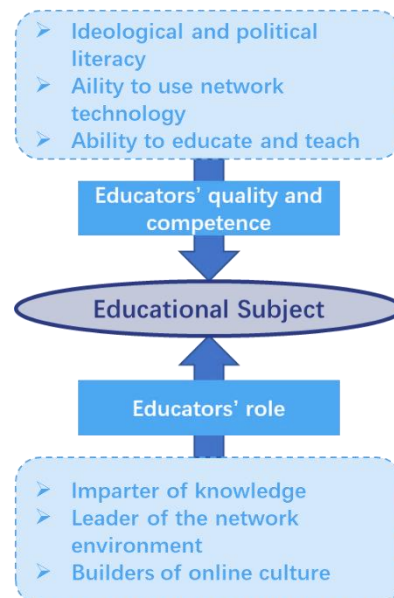 ➢ Ideological and political
literacy
➢ Aility to use network
technology
➢ Ability to educate and teach
Educators’ quality and
competence
Educational Subject
Educators’ role
➢ Imparter of knowledge
➢ Leader of the network
environment
➢ Builders of online culture